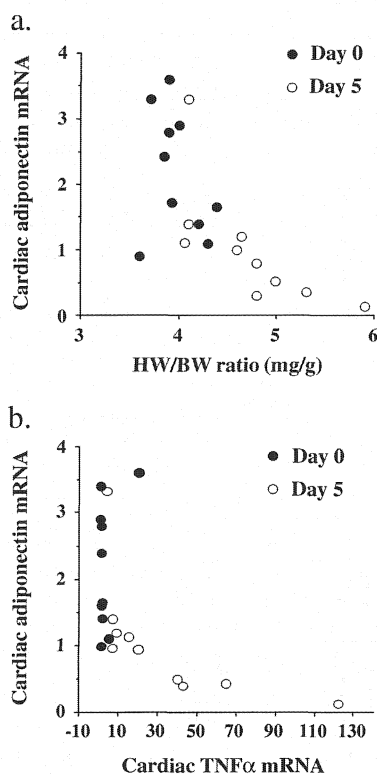 a.
Cardiac adiponectin mRNA
4
3
2
1
0
● Day 0
○ Day 5
3 4 5 6
HW/BW ratio (mg/g)
b.
Cardiac adiponectin mRNA
4
3
2
1
0
● Day 0
○ Day 5
-10 10 30 50 70 90 110 130
Cardiac TNFα mRNA